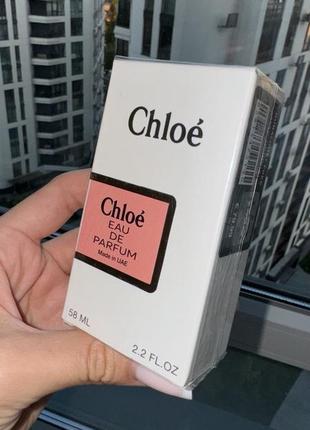 Chloé
Chloé
EAU
DE
PARFUM
Made in UAE
58 ML
2.2 FL.OZ